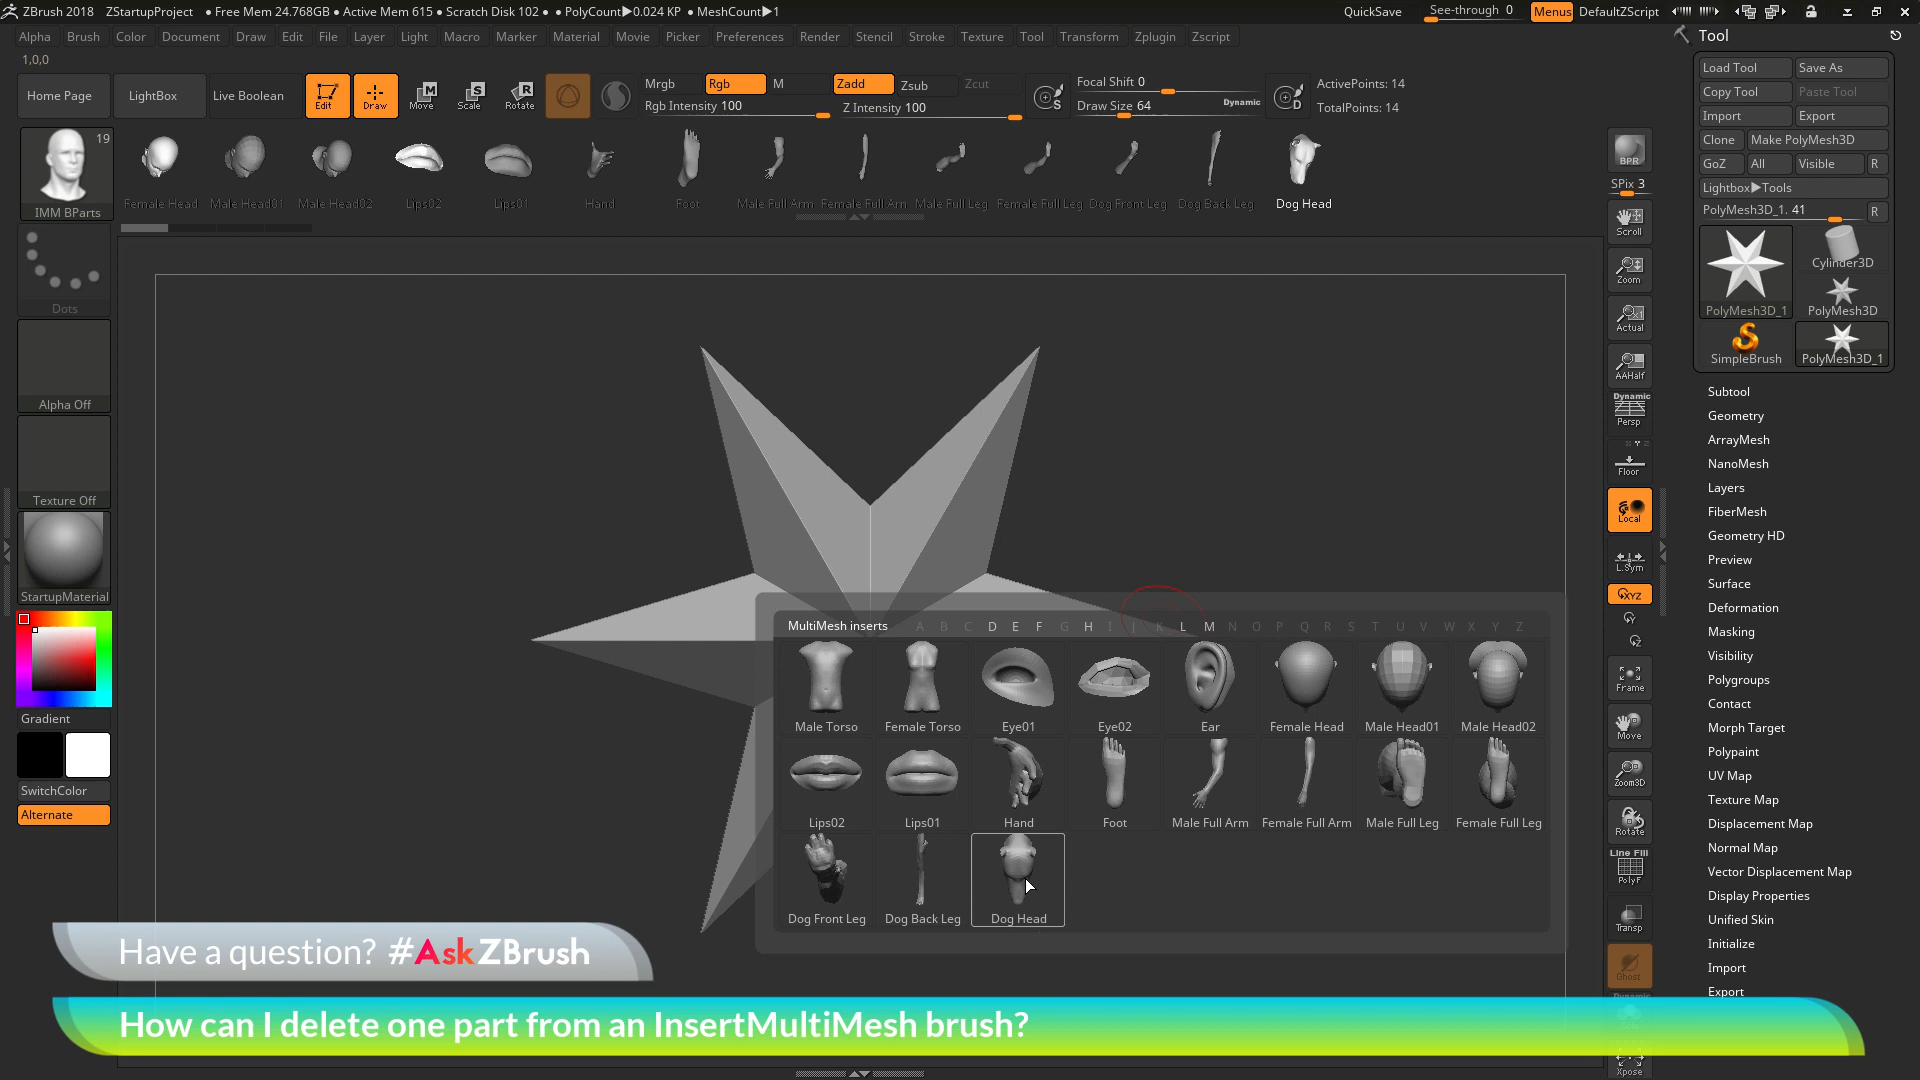 ZBrush 2018 ZStartupProject • Free Mem 24.768GB • Active Mem 615 • Scratch Disk 102 • • PolyCount▶0.024 KP • MeshCount▶1 QuickSave See-through 0 Menus DefaultZScript
Alpha Brush Color Document Draw Edit File Layer Light Macro Marker Material Movie Picker Preferences Render Stencil Stroke Texture Tool Transform Zplugin Zscript
1,0,0
Home Page LightBox Live Boolean Edit Draw Move Scale Rotate
Mrgb Rgb M Zadd Zsub Zcut
Rgb Intensity 100 Z Intensity 100
S Focal Shift 0
Draw Size 64 Dynamic
D ActivePoints: 14
TotalPoints: 14
19
IMM BParts
Female Head Male Head01 Male Head02 Lips02 Lips01 Hand Foot Male Full Arm Female Full Arm Male Full Leg Female Full Leg Dog Front Leg Dog Back Leg Dog Head
Dots
Alpha Off
Texture Off
StartupMaterial
Gradient
SwitchColor
Alternate
MultiMesh inserts A B C D E F G H I J K L M N O P Q R S T U V W X Y Z
Male Torso Female Torso Eye01 Eye02 Ear Female Head Male Head01 Male Head02
Lips02 Lips01 Hand Foot Male Full Arm Female Full Arm Male Full Leg Female Full Leg
Dog Front Leg Dog Back Leg Dog Head
Have a question? #AskZBrush
How can I delete one part from an InsertMultiMesh brush?
BPR
SPix 3
Scroll
Zoom
Actual
AAHalf
Dynamic
Persp
Floor
Local
L.Sym
XYZ
Frame
Move
Zoom3D
Rotate
Line Fill
PolyF
Transp
Ghost
Dynamic
Xpose
Tool
Load Tool Save As
Copy Tool Paste Tool
Import Export
Clone Make PolyMesh3D
GoZ All Visible R
Lightbox▶Tools
PolyMesh3D_1. 41 R
Cylinder3D
PolyMesh3D_1 PolyMesh3D
SimpleBrush PolyMesh3D_1
Subtool
Geometry
ArrayMesh
NanoMesh
Layers
FiberMesh
Geometry HD
Preview
Surface
Deformation
Masking
Visibility
Polygroups
Contact
Morph Target
Polypaint
UV Map
Texture Map
Displacement Map
Normal Map
Vector Displacement Map
Display Properties
Unified Skin
Initialize
Import
Export